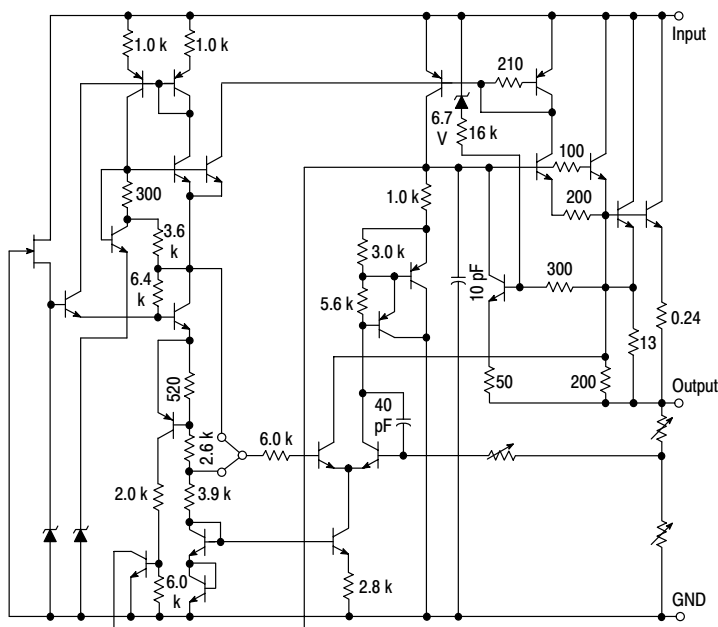 1.0 k
1.0 k
Input
210
6.7
V
16 k
100
300
1.0 k
200
3.6
k
3.0 k
6.4
k
5.6 k
10 pF
300
0.24
13
520
50
200
Output
40
pF
2.6 k
6.0 k
2.0 k
3.9 k
6.0
k
2.8 k
GND